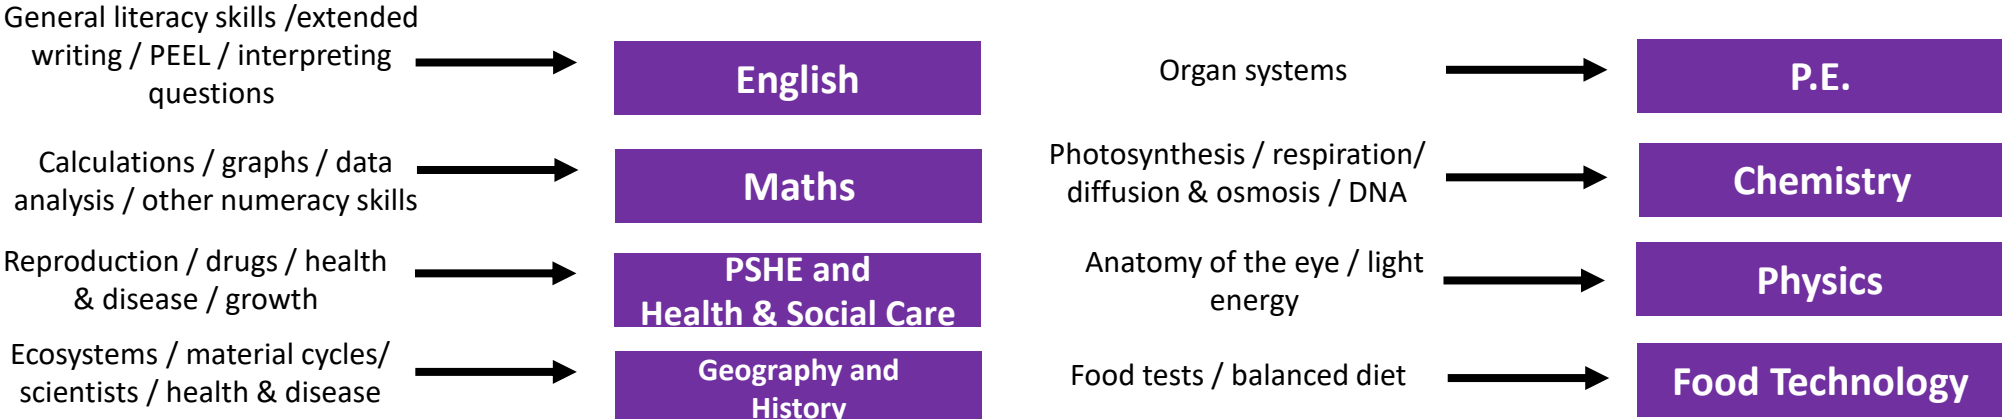 General literacy skills /extended
writing / PEEL / interpreting
questions
English
Calculations / graphs / data
analysis / other numeracy skills
Maths
Reproduction / drugs / health
& disease / growth
PSHE and
Health & Social Care
Ecosystems / material cycles/
scientists / health & disease
Geography and
History
Organ systems
P.E.
Photosynthesis / respiration/
diffusion & osmosis / DNA
Chemistry
Anatomy of the eye / light
energy
Physics
Food tests / balanced diet
Food Technology